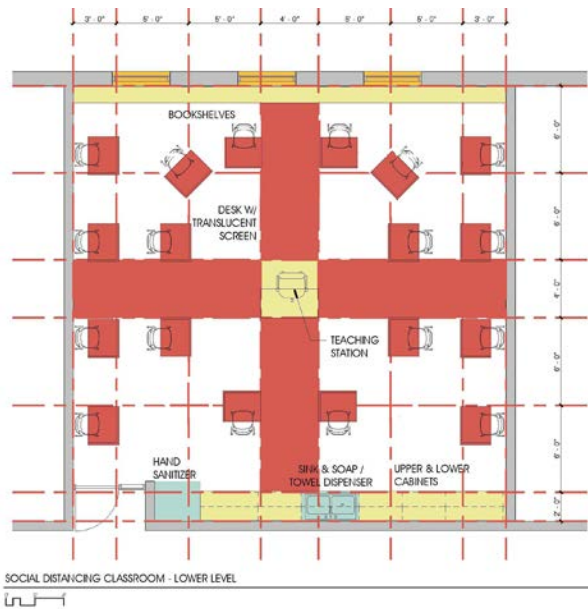 3' - 0"
5' - 0"
5' - 0"
4' - 0"
5' - 0"
5' - 0"
3' - 0"
BOOKSHELVES
6' - 0"
DESK W/
TRANSLUCENT
SCREEN
6' - 0"
4' - 0"
TEACHING
STATION
6' - 0"
6' - 0"
HAND
SANITIZER
SINK & SOAP /
TOWEL DISPENSER
UPPER & LOWER
CABINETS
2' - 0"
SOCIAL DISTANCING CLASSROOM - LOWER LEVEL